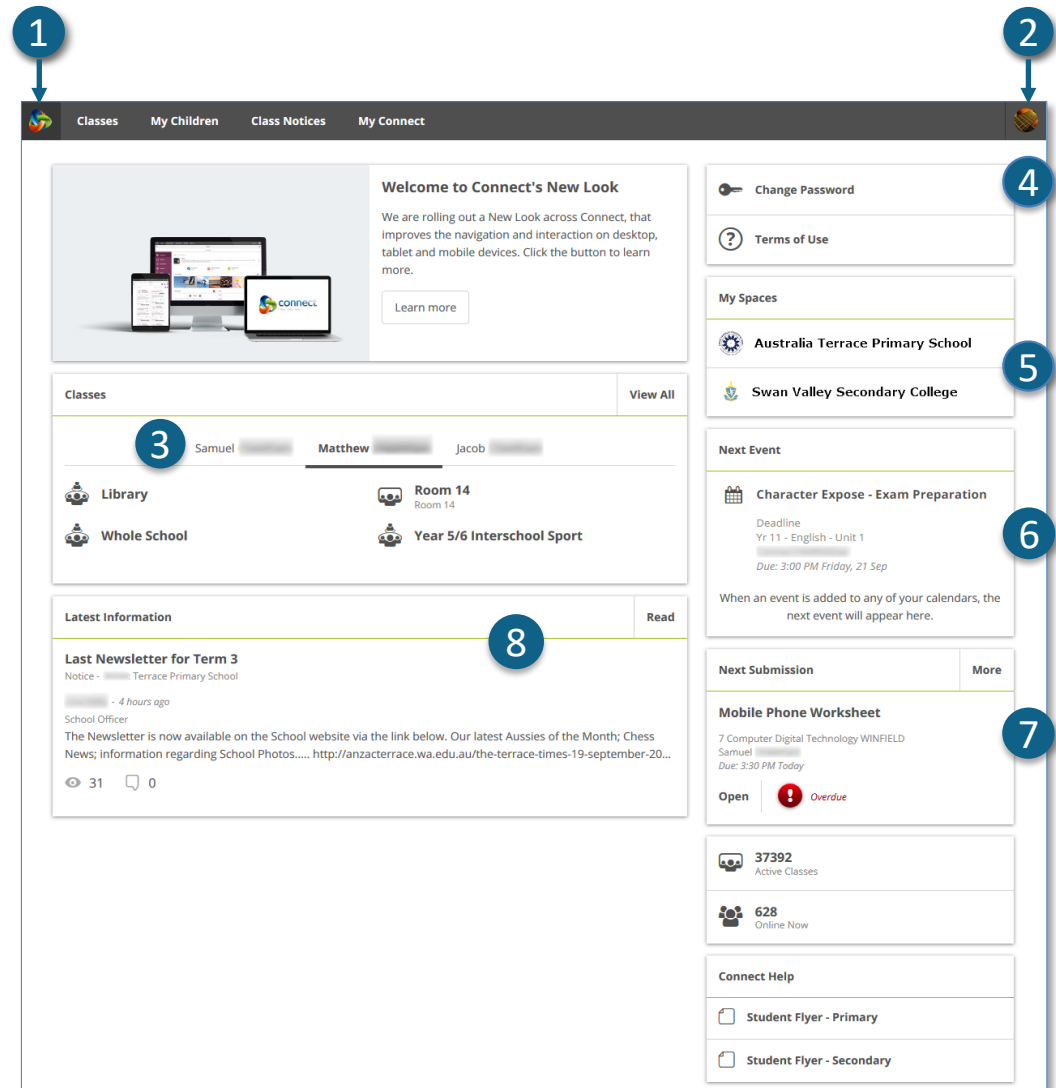 1
2
Classes My Children Class Notices My Connect
Welcome to Connect's New Look
We are rolling out a New Look across Connect, that
improves the navigation and interaction on desktop,
tablet and mobile devices. Click the button to learn
more.
Learn more
connect
Classes View All
3
Samuel Matthew Jacob
Library
Room 14
Room 14
Whole School
Year 5/6 Interschool Sport
Latest Information Read
8
Last Newsletter for Term 3
Notice - Terrace Primary School
- 4 hours ago
School Officer
The Newsletter is now available on the School website via the link below. Our latest Aussies of the Month; Chess
News; information regarding School Photos..... http://anzacterrace.wa.edu.au/the-terrace-times-19-september-20...
31 0
Change Password
4
Terms of Use
My Spaces
Australia Terrace Primary School
5
Swan Valley Secondary College
Next Event
Character Expose - Exam Preparation
Deadline
Yr 11 - English - Unit 1
6
Due: 3:00 PM Friday, 21 Sep
When an event is added to any of your calendars, the
next event will appear here.
Next Submission More
Mobile Phone Worksheet
7
7 Computer Digital Technology WINFIELD
Samuel
Due: 3:30 PM Today
Open ! Overdue
37392
Active Classes
628
Online Now
Connect Help
Student Flyer - Primary
Student Flyer - Secondary